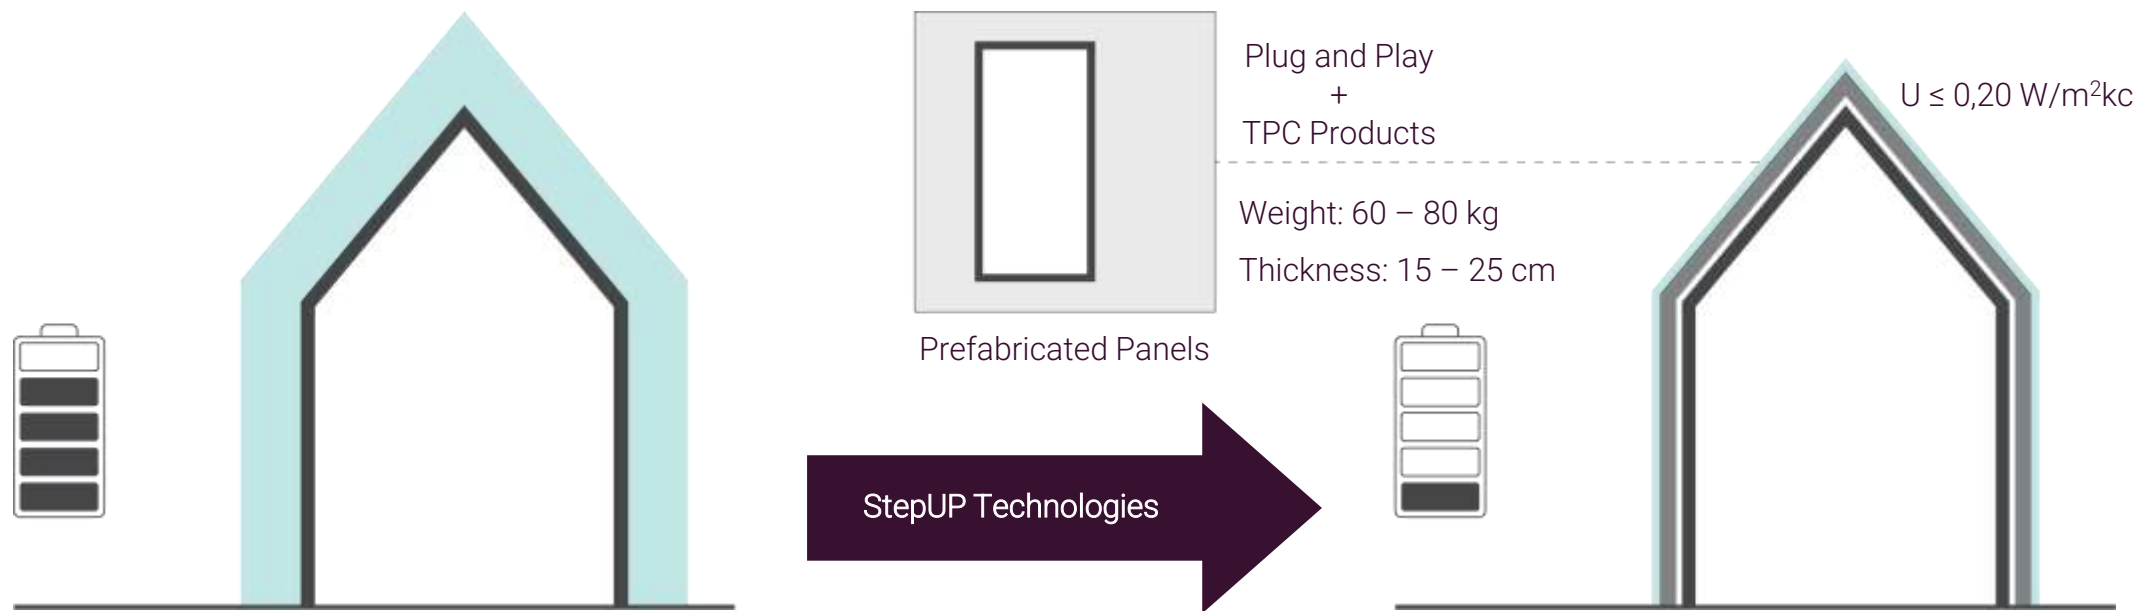 Plug and Play
+
TPC Products
U ≤ 0,20 W/m²kc
Weight: 60 – 80 kg
Thickness: 15 – 25 cm
Prefabricated Panels
StepUP Technologies